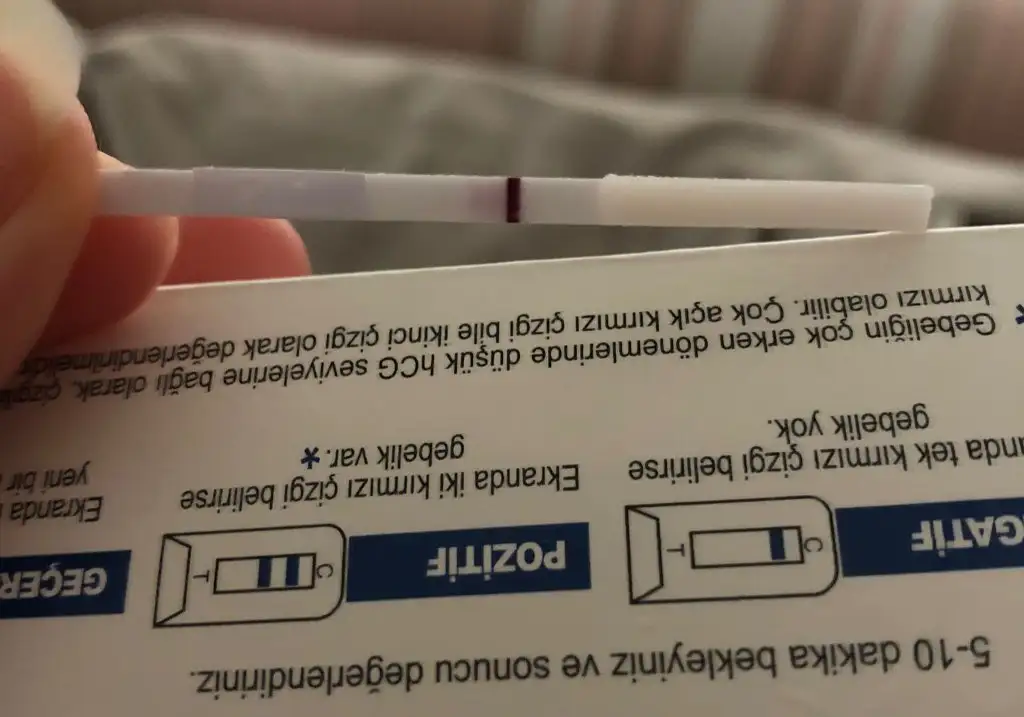 5-10 dakika bekleyiniz ve sonucu değerlendiriniz.
GATİF
C T
POZİTİF
C T
GEÇER
nda tek kırmızı çizgi belirirse
gebelik yok.
Ekranda iki kırmızı çizgi belirirse
gebelik var.*
Ekranda
yeni bir
* Gebeliğin çok erken dönemlerinde düşük hCG seviyelerine bağlı olarak, çizgi
kırmızı olabilir. Çok açık kırmızı çizgi bile ikinci çizgi olarak